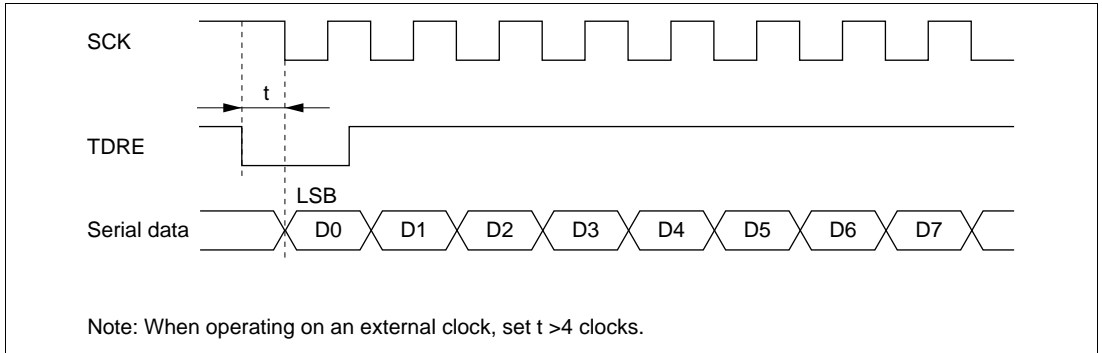 SCK
t
TDRE
LSB
Serial data D0 D1 D2 D3 D4 D5 D6 D7
Note: When operating on an external clock, set t >4 clocks.